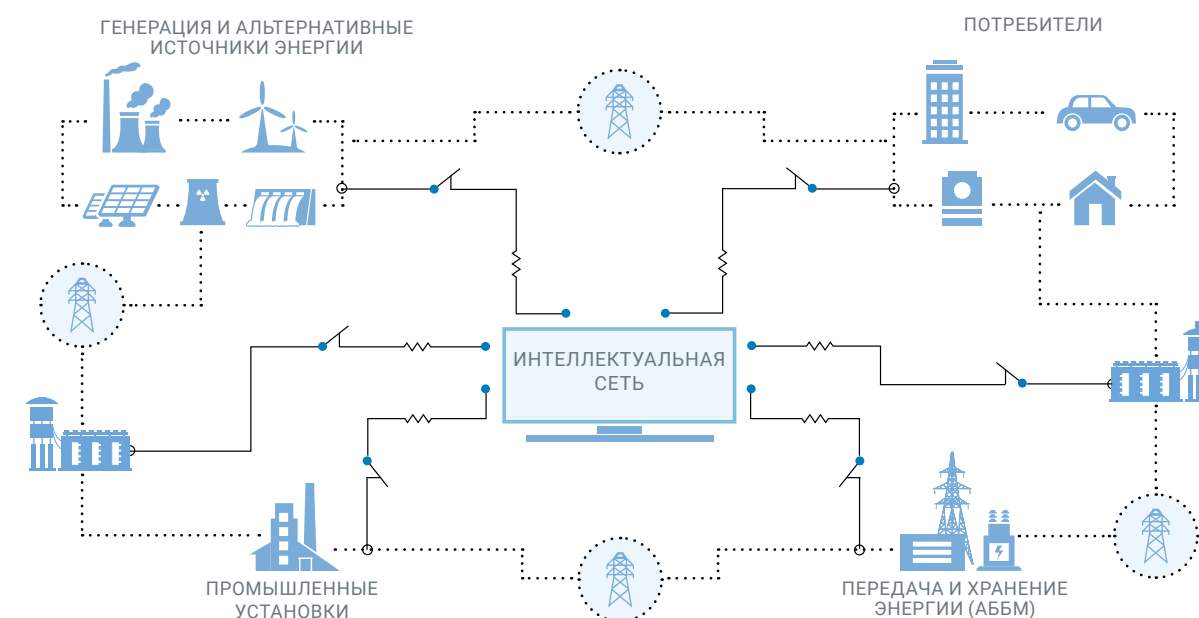 ГЕНЕРАЦИЯ И АЛЬТЕРНАТИВНЫЕ
ИСТОЧНИКИ ЭНЕРГИИ
ПОТРЕБИТЕЛИ
ИНТЕЛЛЕКТУАЛЬНАЯ
СЕТЬ
ПРОМЫШЛЕННЫЕ
УСТАНОВКИ
ПЕРЕДАЧА И ХРАНЕНИЕ
ЭНЕРГИИ (АББМ)